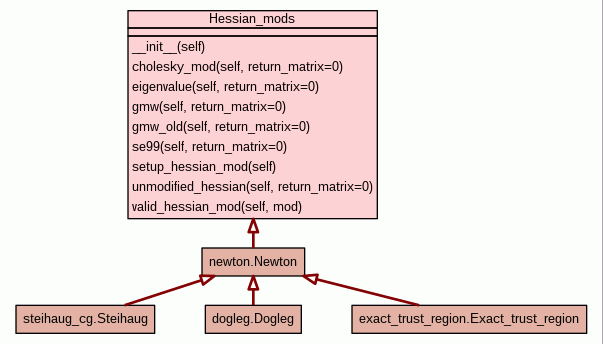 Hessian_mods
__init__(self)
cholesky_mod(self, return_matrix=0)
eigenvalue(self, return_matrix=0)
gmw(self, return_matrix=0)
gmw_old(self, return_matrix=0)
se99(self, return_matrix=0)
setup_hessian_mod(self)
unmodified_hessian(self, return_matrix=0)
valid_hessian_mod(self, mod)
newton.Newton
steihaug_cg.Steihaug
dogleg.Dogleg
exact_trust_region.Exact_trust_region